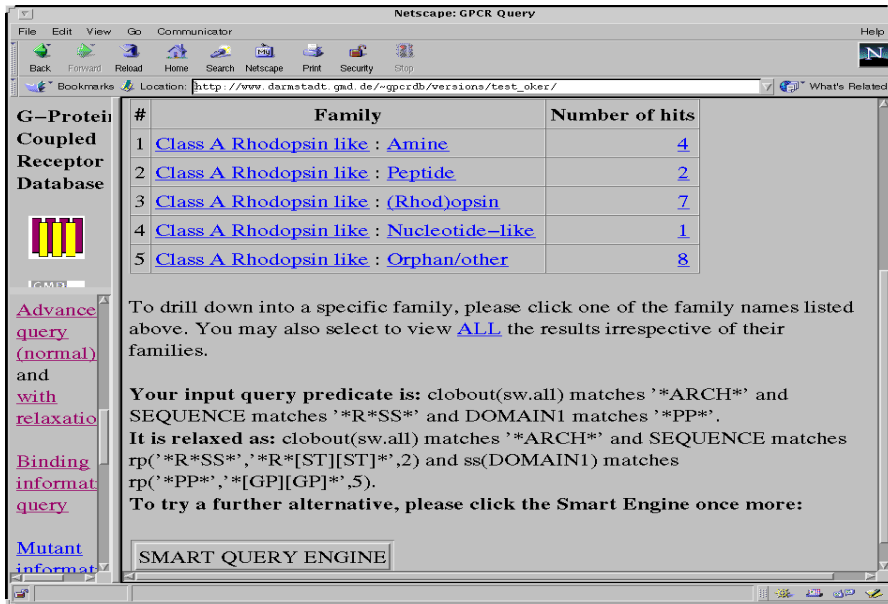 Netscape: GPCR Query
File Edit View Go Communicator Help
Back Forward Reload Home Search Netscape Print Security Stop
My
N
Bookmarks Location: http://www.darmstadt.gmd.de/~gpcrdb/versions/test_oker/ What's Related
G-Protei
Coupled
Receptor
Database
GMD
Advance
query
(normal)
and
with
relaxatio
Binding
informat
query
Mutant
informat
# Family Number of hits
1 Class A Rhodopsin like : Amine 4
2 Class A Rhodopsin like : Peptide 2
3 Class A Rhodopsin like : (Rhod)opsin 7
4 Class A Rhodopsin like : Nucleotide-like 1
5 Class A Rhodopsin like : Orphan/other 8
To drill down into a specific family, please click one of the family names listed
above. You may also select to view ALL the results irrespective of their
families.
Your input query predicate is: clobout(sw.all) matches '*ARCH*' and
SEQUENCE matches '*R*SS*' and DOMAIN1 matches '*PP*'.
It is relaxed as: clobout(sw.all) matches '*ARCH*' and SEQUENCE matches
rp('*R*SS*','*R*[ST][ST]*',2) and ss(DOMAIN1) matches
rp('*PP*','*[GP][GP]*',5).
To try a further alternative, please click the Smart Engine once more:
SMART QUERY ENGINE